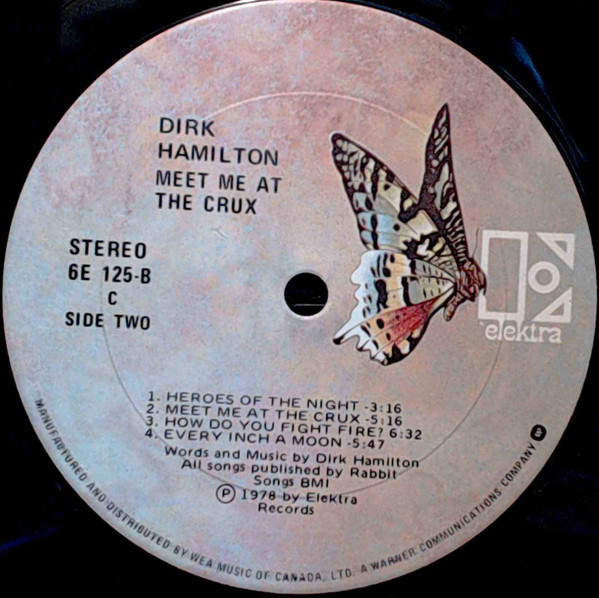 DIRK
HAMILTON
MEET ME AT
THE CRUX
STEREO
6E 125-B
C
SIDE TWO
elektra
1. HEROES OF THE NIGHT -3:16
2. MEET ME AT THE CRUX -5:16
3. HOW DO YOU FIGHT FIRE? 6:32
4. EVERY INCH A MOON -5:47
Words and Music by Dirk Hamilton
All songs published by Rabbit
Songs BMI
Ⓟ 1978 by Elektra
Records
MANUFACTURED AND DISTRIBUTED BY WEA MUSIC OF CANADA, LTD. A WARNER COMMUNICATIONS COMPANY